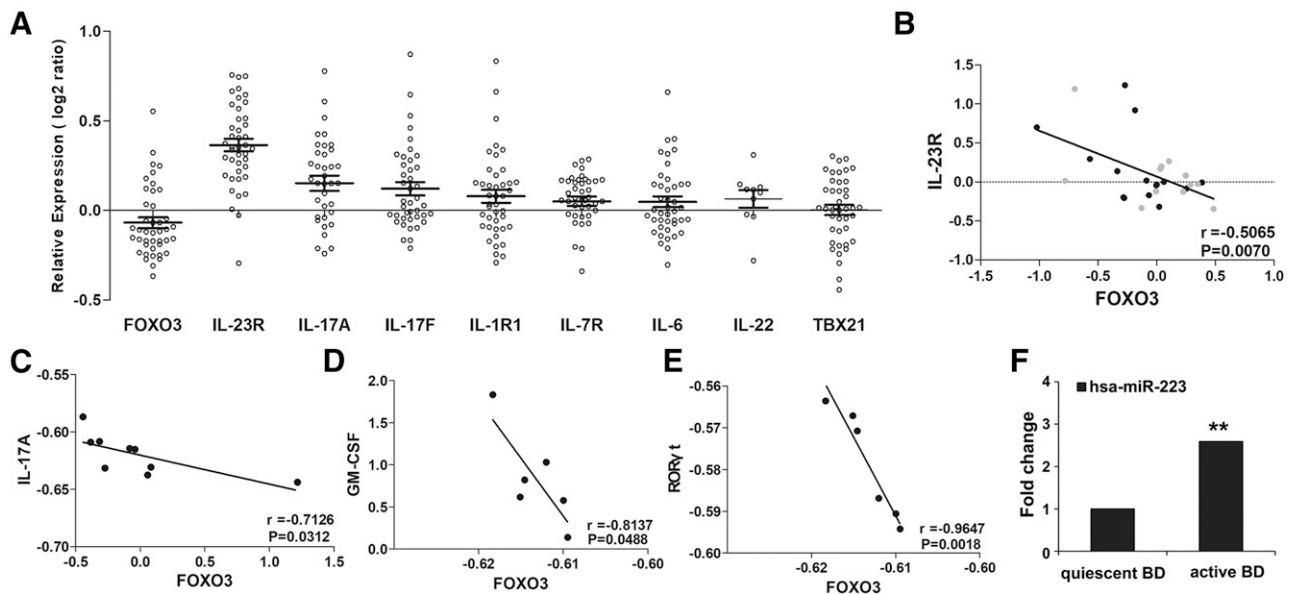 A
Relative Expression ( log2 ratio)
1.0
0.5
0.0
-0.5
FOXO3 IL-23R IL-17A IL-17F IL-1R1 IL-7R IL-6 IL-22 TBX21
B
IL-23R
1.5
1.0
0.5
0.0
-0.5
-1.0
r =-0.5065
P=0.0070
-1.5 -1.0 -0.5 0.0 0.5 1.0
FOXO3
C
IL-17A
-0.55
-0.60
-0.65
-0.70
r =-0.7126
P=0.0312
-0.5 0.0 0.5 1.0 1.5
FOXO3
D
GM-CSF
2.0
1.5
1.0
0.5
0.0
r =-0.8137
P=0.0488
-0.62 -0.61 -0.60
FOXO3
E
RORγ t
-0.56
-0.57
-0.58
-0.59
-0.60
r =-0.9647
P=0.0018
-0.62 -0.61 -0.60
FOXO3
F
Fold change
4
3
2
1
0
hsa-miR-223
**
quiescent BD active BD